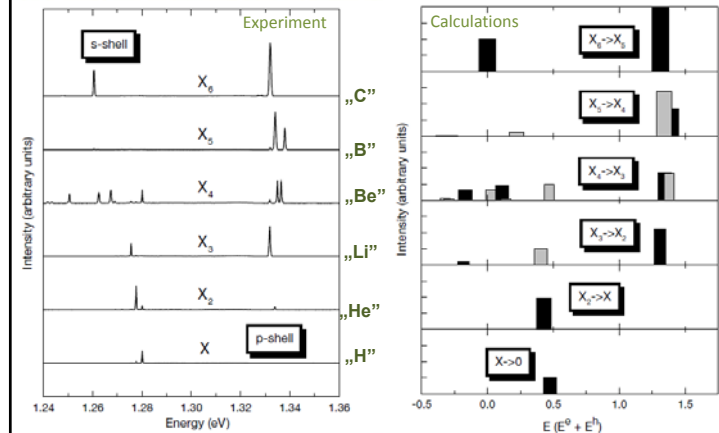 Experiment
s-shell
X6
„C”
X5
„B”
X4
„Be”
X3
„Li”
X2
„He”
X
p-shell
„H”
Intensity (arbitrary units)
1.24 1.26 1.28 1.30 1.32 1.34 1.36
Energy (eV)
Calculations
X6->X5
X5->X4
X4->X3
X3->X2
X2->X
X->0
Intensity (arbitrary units)
-0.5 0.0 0.5 1.0 1.5
E (E^e + E^h)